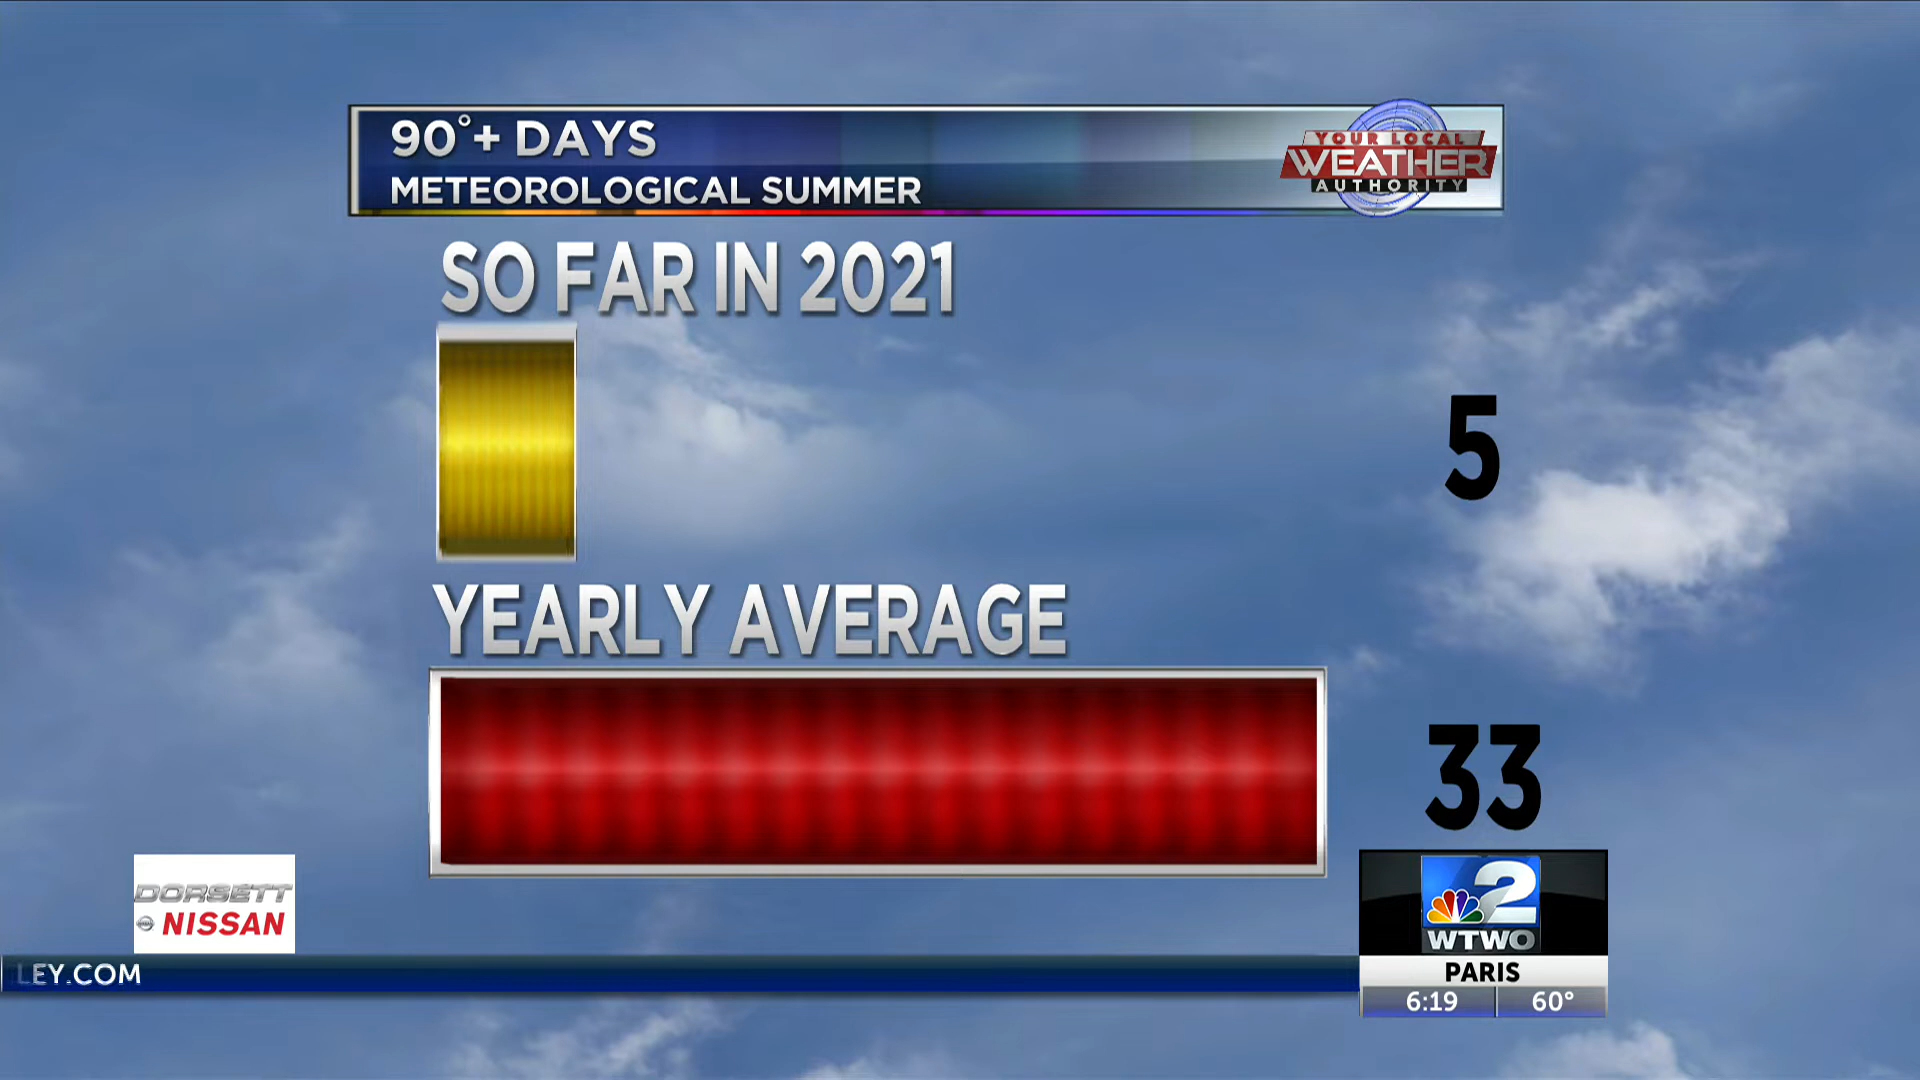 90°+ DAYS
METEOROLOGICAL SUMMER
YOUR LOCAL
WEATHER
AUTHORITY
SO FAR IN 2021
5
YEARLY AVERAGE
33
DORSETT
NISSAN
LEY.COM
2
WTWO
PARIS
6:19 60°